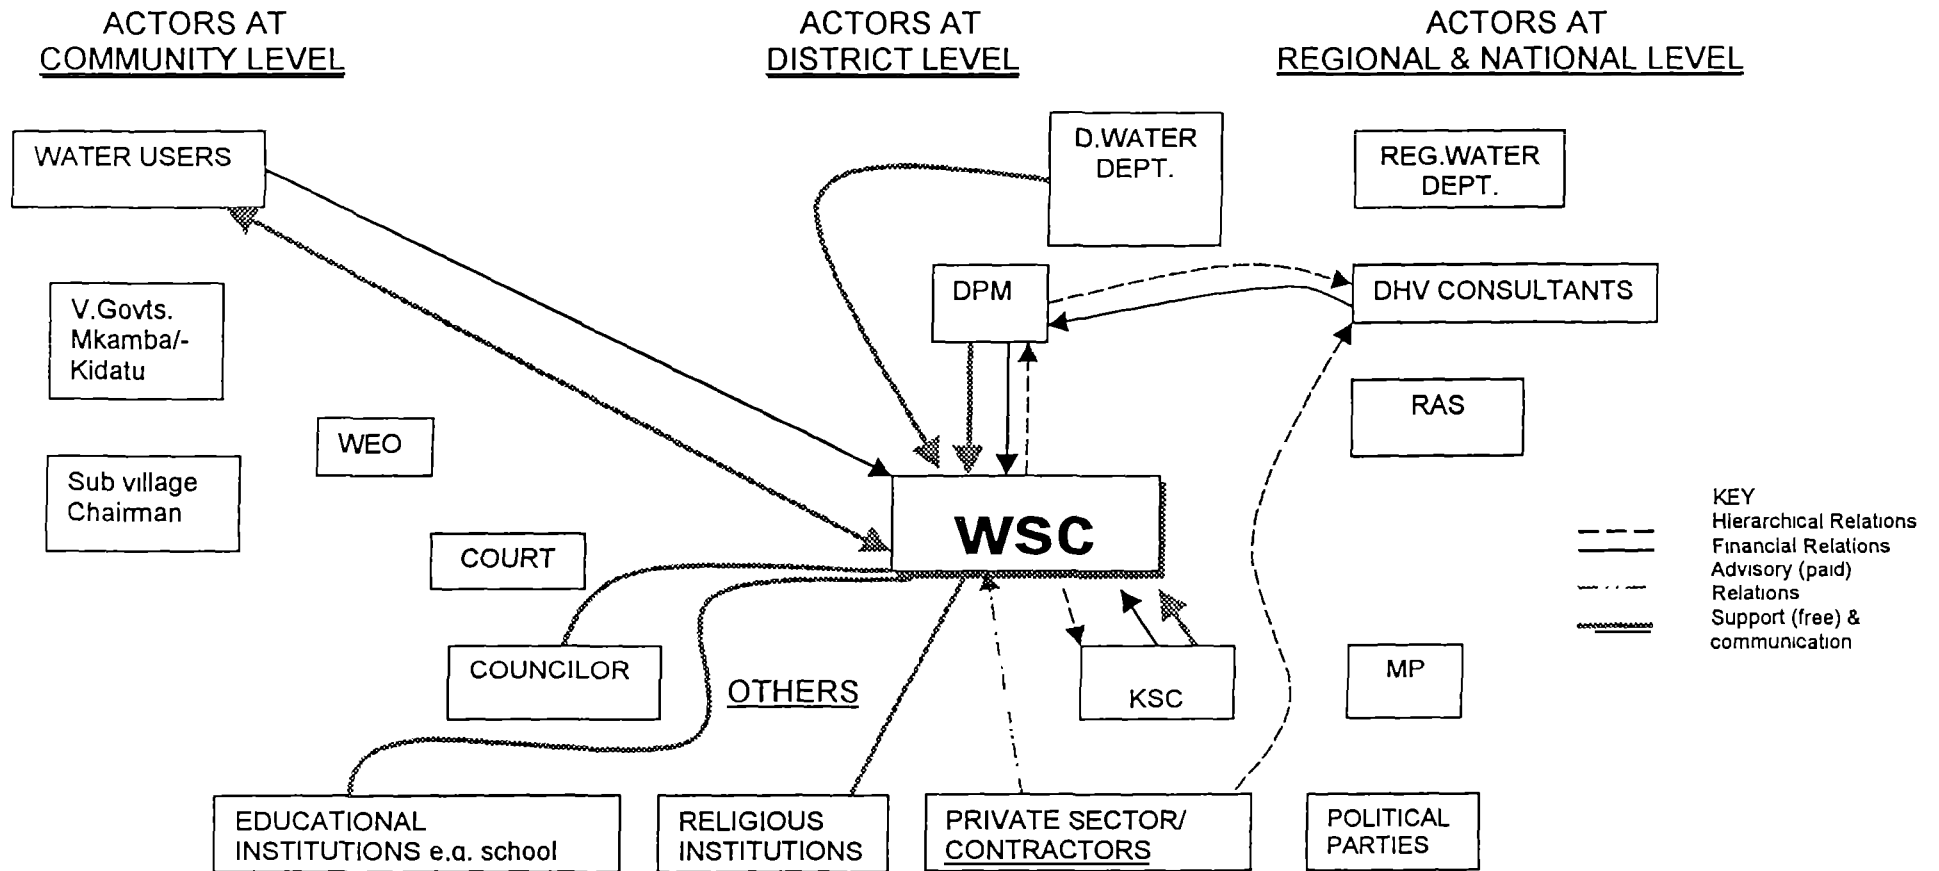 ACTORS AT
COMMUNITY LEVEL
ACTORS AT
DISTRICT LEVEL
ACTORS AT
REGIONAL & NATIONAL LEVEL
WATER USERS
D.WATER
DEPT.
REG.WATER
DEPT.
V.Govts.
Mkamba/-
Kidatu
DPM
DHV CONSULTANTS
WEO
RAS
Sub village
Chairman
WSC
COURT
KEY
Hierarchical Relations
Financial Relations
Advisory (paid)
Relations
Support (free) &
communication
COUNCILOR
OTHERS
KSC
MP
EDUCATIONAL
INSTITUTIONS e.g. school
RELIGIOUS
INSTITUTIONS
PRIVATE SECTOR/
CONTRACTORS
POLITICAL
PARTIES